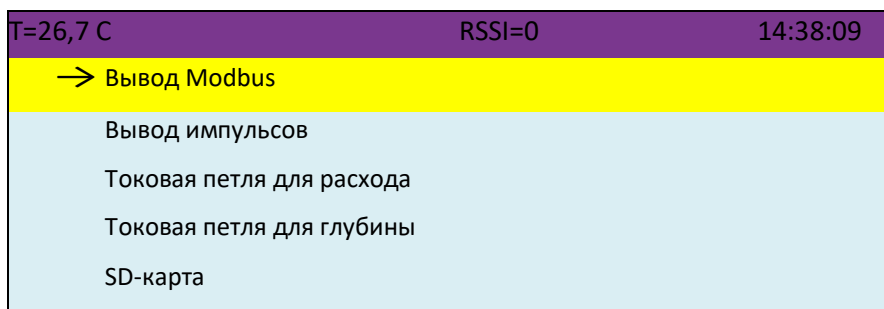 T=26,7 C RSSI=0 14:38:09
→ Вывод Modbus
Вывод импульсов
Токовая петля для расхода
Токовая петля для глубины
SD-карта